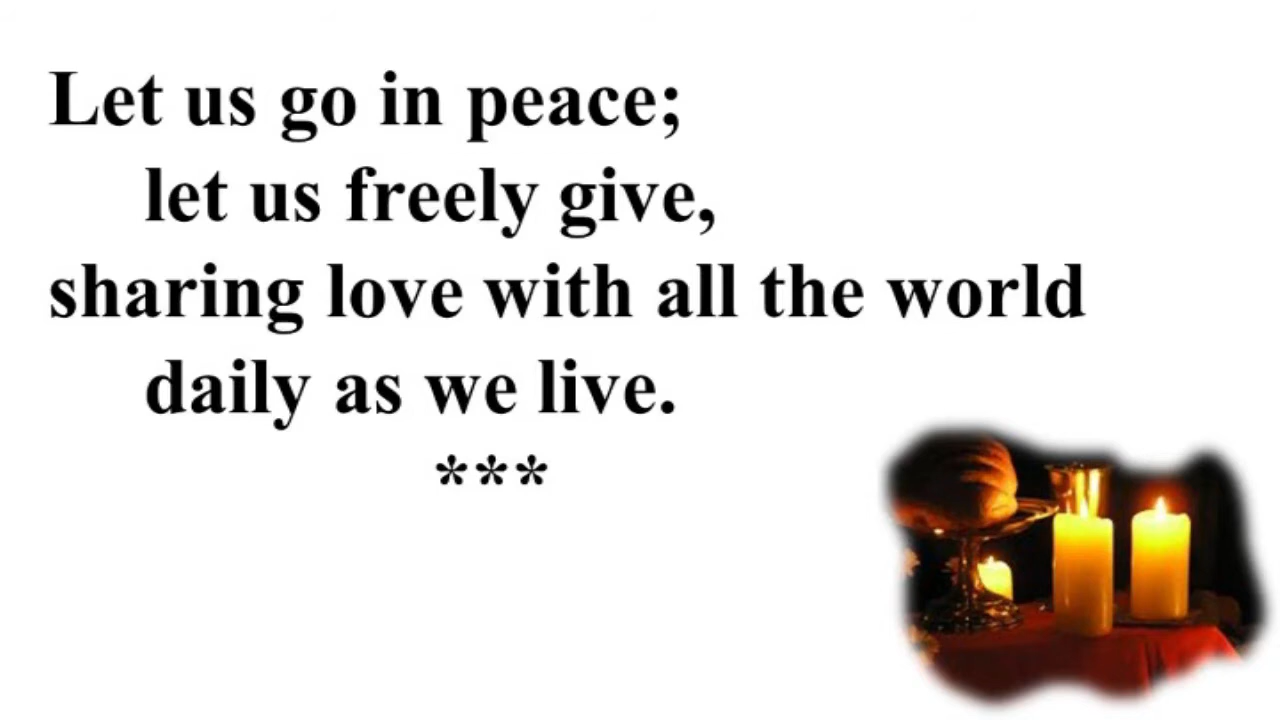 Let us go in peace;
let us freely give,
sharing love with all the world
daily as we live.
***